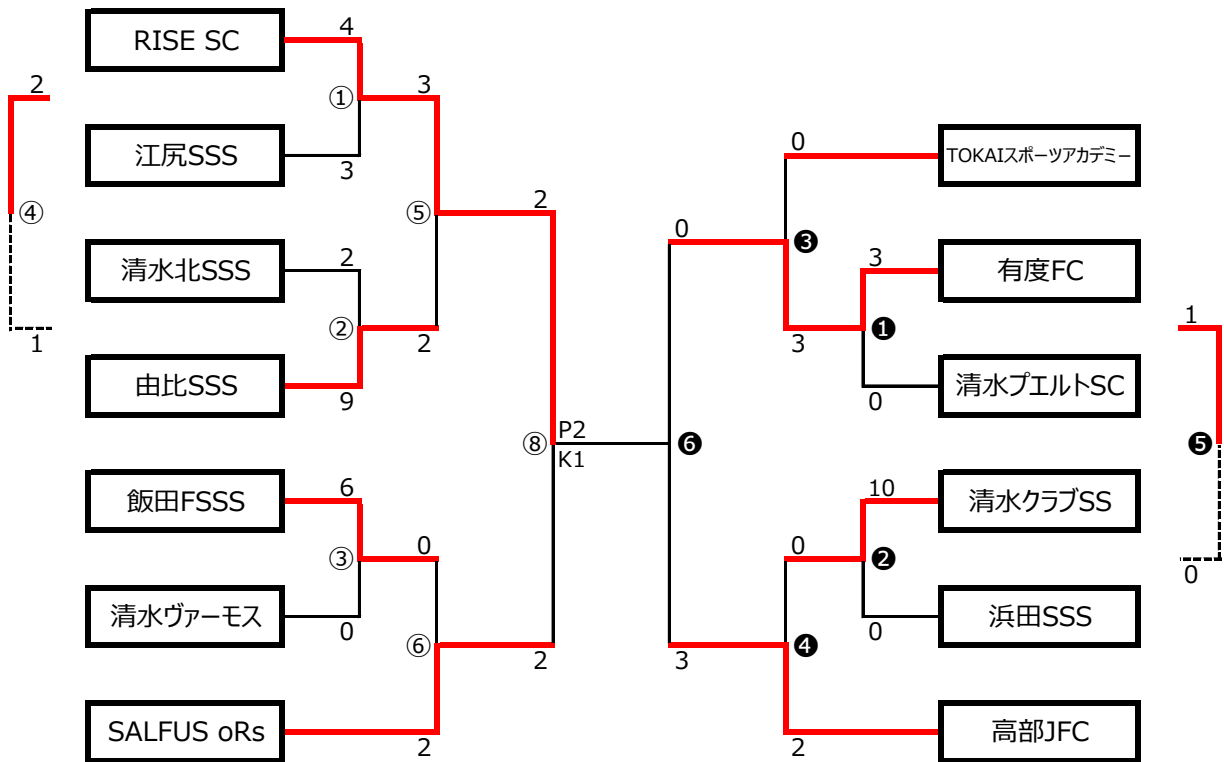 RISE SC
4
2
①
3
江尻SSS
3
④
⑤
2
清水北SSS
2
②
2
1
由比SSS
9
⑧
P2
K1
飯田FSSS
6
③
0
清水ヴァーモス
0
⑥
2
SALFUS oRs
2
0
TOKAIスポーツアカデミー
0
❸
3
有度FC
3
❶
1
清水プエルトSC
0
❻
❺
10
清水クラブSS
0
❷
0
浜田SSS
0
3
❹
高部JFC
2